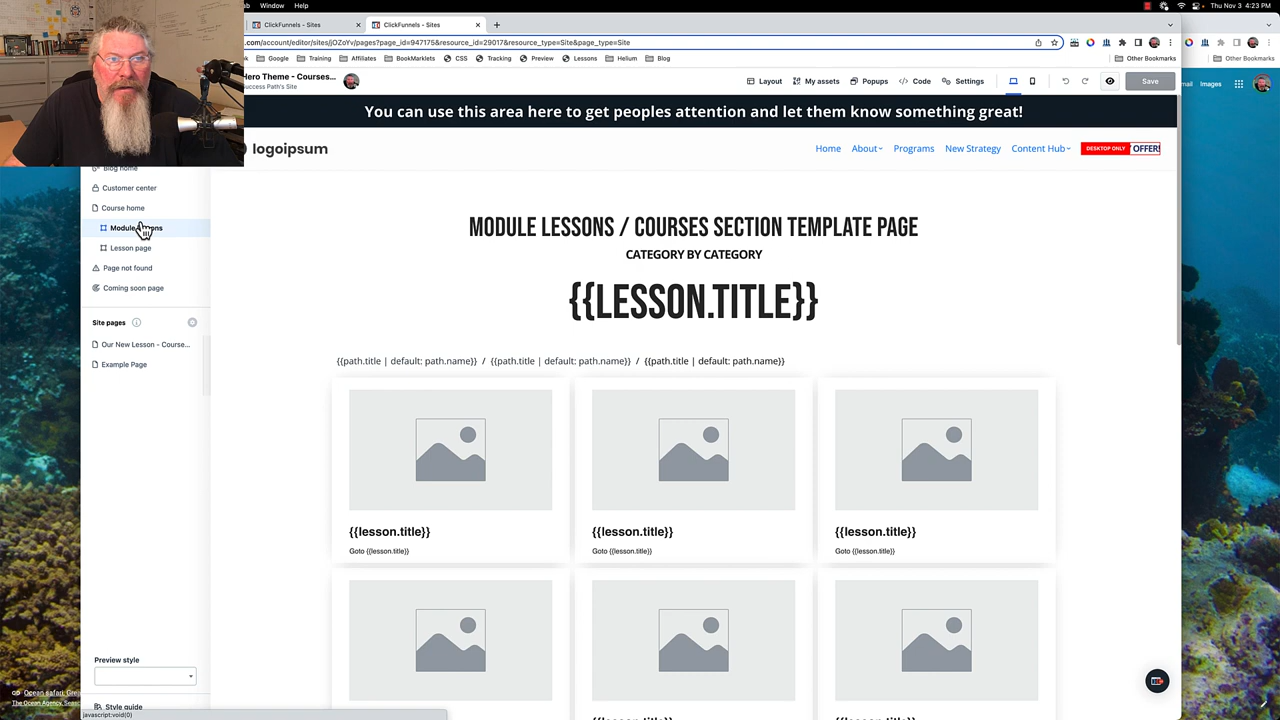 Window
Thu Nov 3 4:23 PM
ClickFunnels - Sites
ClickFunnels - Sites
.com/account/editor/sites/jOZoYv/pages?page_id=947175&resource_id=29017&resource_type=Site&page_type=Site
Google
Training
Affiliates
BookMarklets
CSS
Tracking
Preview
Lessons
Helium
Blog
Other Bookmarks
Other Bookmarks
Hero Theme - Courses...
Success Path's Site
Layout
My assets
Popups
Code
Settings
Save
Images
You can use this area here to get peoples attention and let them know something great!
logoipsum
Home
About
Programs
New Strategy
Content Hub
DESKTOP ONLY
OFFER!
Blog home
Customer center
Course home
Lesson page
Page not found
Coming soon page
Site pages
Our New Lesson - Course...
Example Page
MODULE LESSONS / COURSES SECTION TEMPLATE PAGE
CATEGORY BY CATEGORY
{{LESSON.TITLE}}
{{path.title | default: path.name}} / {{path.title | default: path.name}} / {{path.title | default: path.name}}
{{lesson.title}}
Goto {{lesson.title}}
{{lesson.title}}
Goto {{lesson.title}}
{{lesson.title}}
Goto {{lesson.title}}
Preview style
Style guide
javascript:void(0)